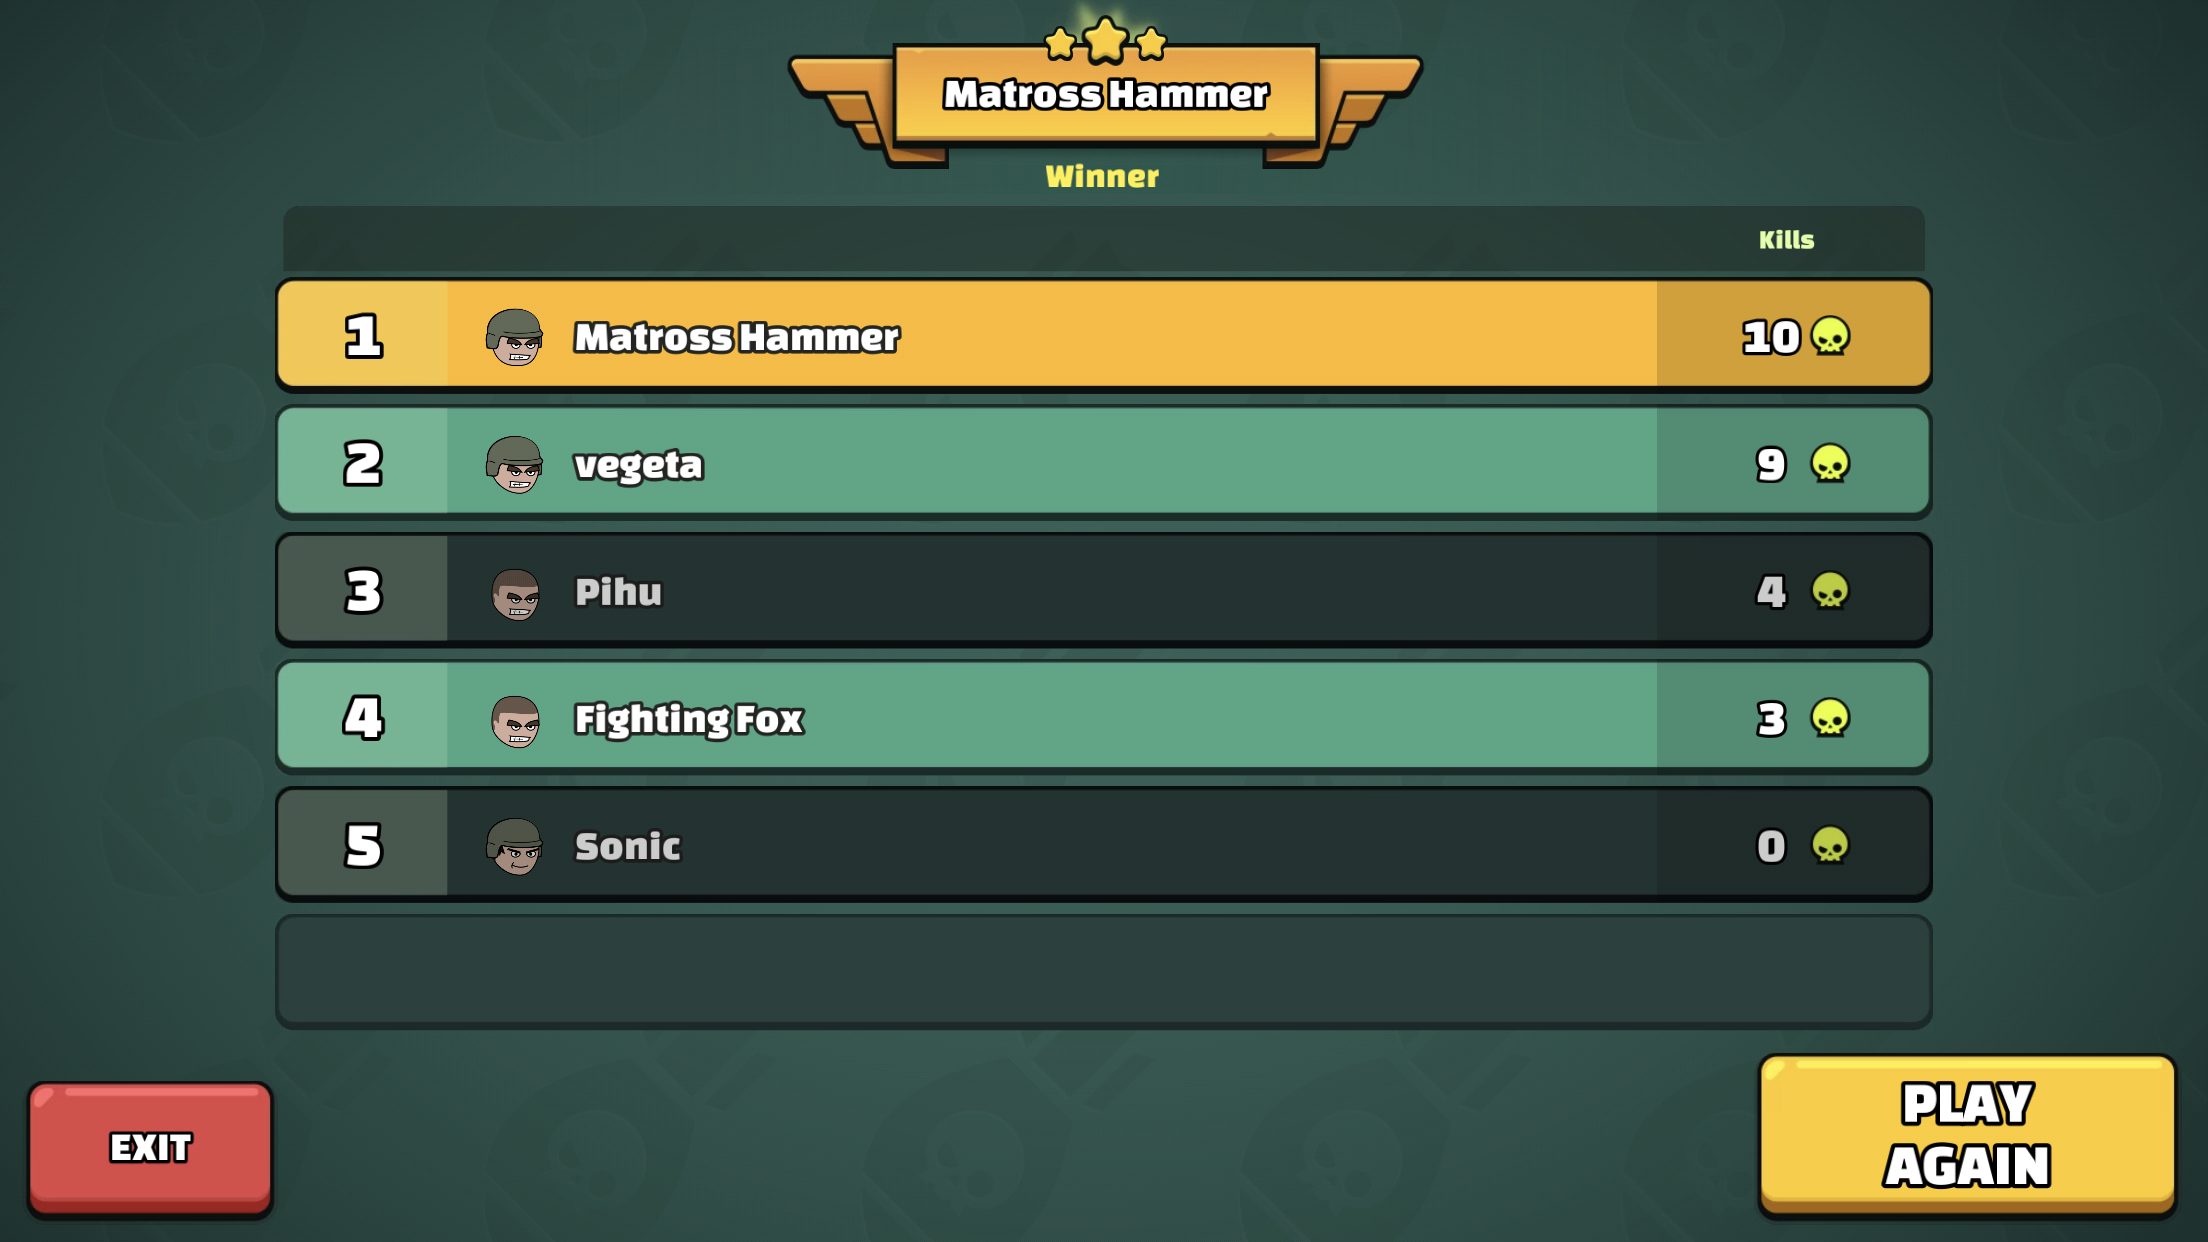 Matross Hammer
Winner
Kills
1 Matross Hammer 10
2 vegeta 9
3 Pihu 4
4 Fighting Fox 3
5 Sonic 0
EXIT
PLAY
AGAIN